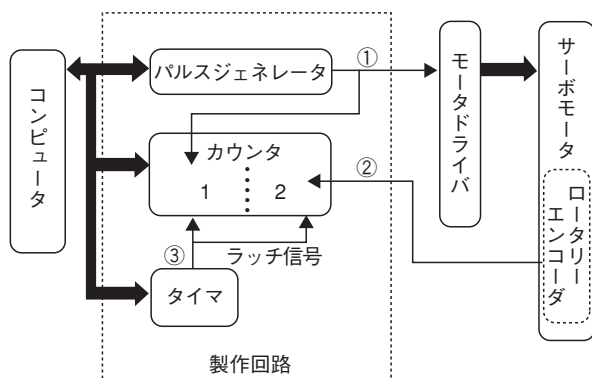 コンピュータ
パルスジェネレータ
①
モータドライバ
サーボモータ
カウンタ
1
2
②
ロータリー
エンコーダ
③
ラッチ信号
タイマ
製作回路